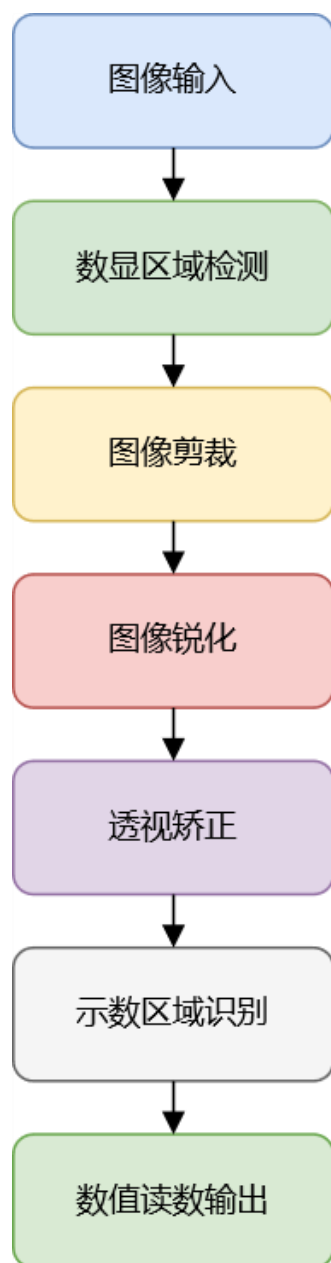 图像输入
数显区域检测
图像剪裁
图像锐化
透视矫正
示数区域识别
数值读数输出